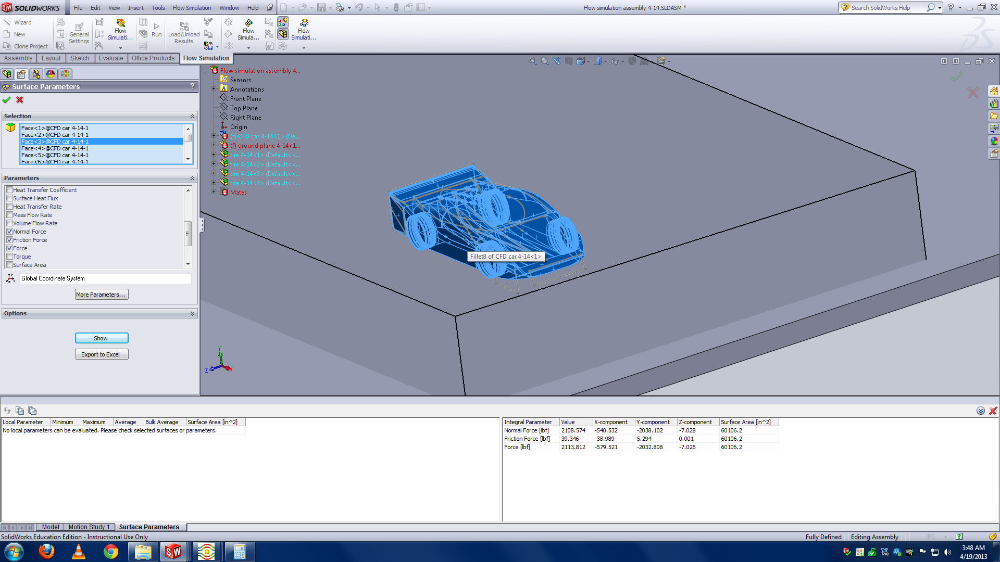 SOLIDWORKS File Edit View Insert Tools Flow Simulation Window Help Flow simulation assembly 4-14.SLDASM * Search SolidWorks Help
Wizard
New
Clone Project
General Settings
Flow Simulati...
Run
Load/Unload Results
Flow Simula...
Flow Simulati...
Assembly Layout Sketch Evaluate Office Products Flow Simulation
Surface Parameters ?
Selection
Face<1>@CFD car 4-14-1
Face<2>@CFD car 4-14-1
Face<3>@CFD car 4-14-1
Face<4>@CFD car 4-14-1
Face<5>@CFD car 4-14-1
Face<6>@CFD car 4-14-1
Parameters
Heat Transfer Coefficient
Surface Heat Flux
Heat Transfer Rate
Mass Flow Rate
Volume Flow Rate
Normal Force
Friction Force
Force
Torque
Surface Area
Global Coordinate System
More Parameters...
Options
Show
Export to Excel
Flow simulation assembly 4...
Sensors
Annotations
Front Plane
Top Plane
Right Plane
Origin
(f) CFD car 4-14<1> (De...
(f) ground plane 4-14<1...
tire 4-14<1> (Default<<...
tire 4-14<2> (Default<<...
tire 4-14<3> (Default<<...
tire 4-14<4> (Default<<...
Mates
Fillet8 of CFD car 4-14<1>
Y
Z X
Local Parameter Minimum Maximum Average Bulk Average Surface Area [in^2]
No local parameters can be evaluated. Please check selected surfaces or parameters.
Integral Parameter Value X-component Y-component Z-component Surface Area [in^2]
Normal Force [lbf] 2108.574 -540.532 -2038.102 -7.028 60106.2
Friction Force [lbf] 39.346 -38.989 5.294 0.001 60106.2
Force [lbf] 2113.812 -579.521 -2032.808 -7.026 60106.2
Model Motion Study 1 Surface Parameters
SolidWorks Education Edition - Instructional Use Only Fully Defined Editing Assembly IPS
3:48 AM
4/19/2013